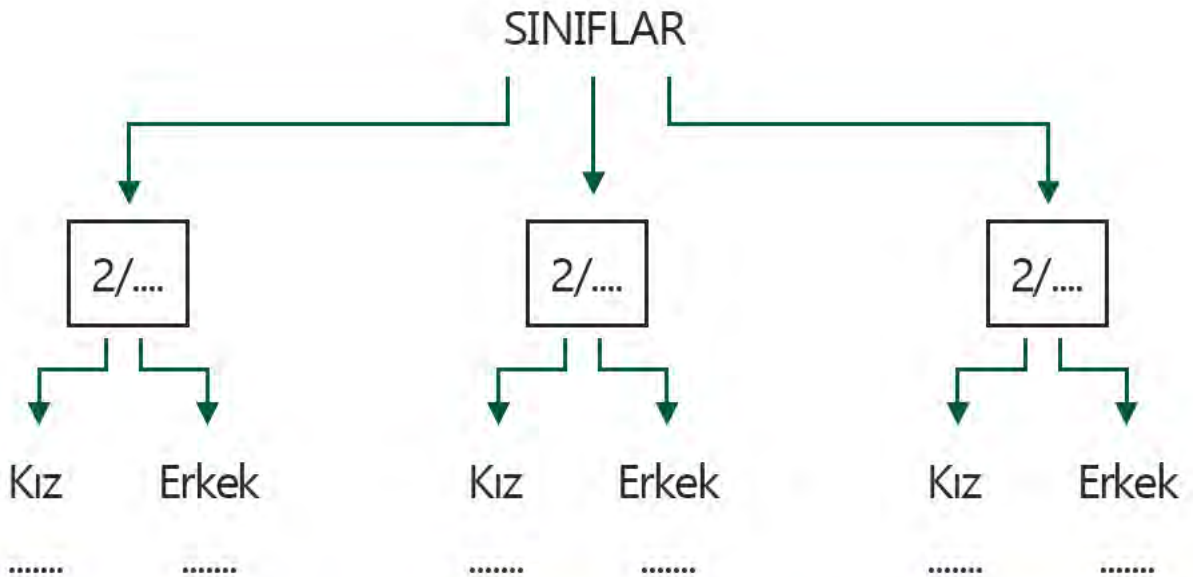 SINIFLAR
2/.... 2/.... 2/....
Kız Erkek Kız Erkek Kız Erkek
....... ....... ....... ....... ....... .......